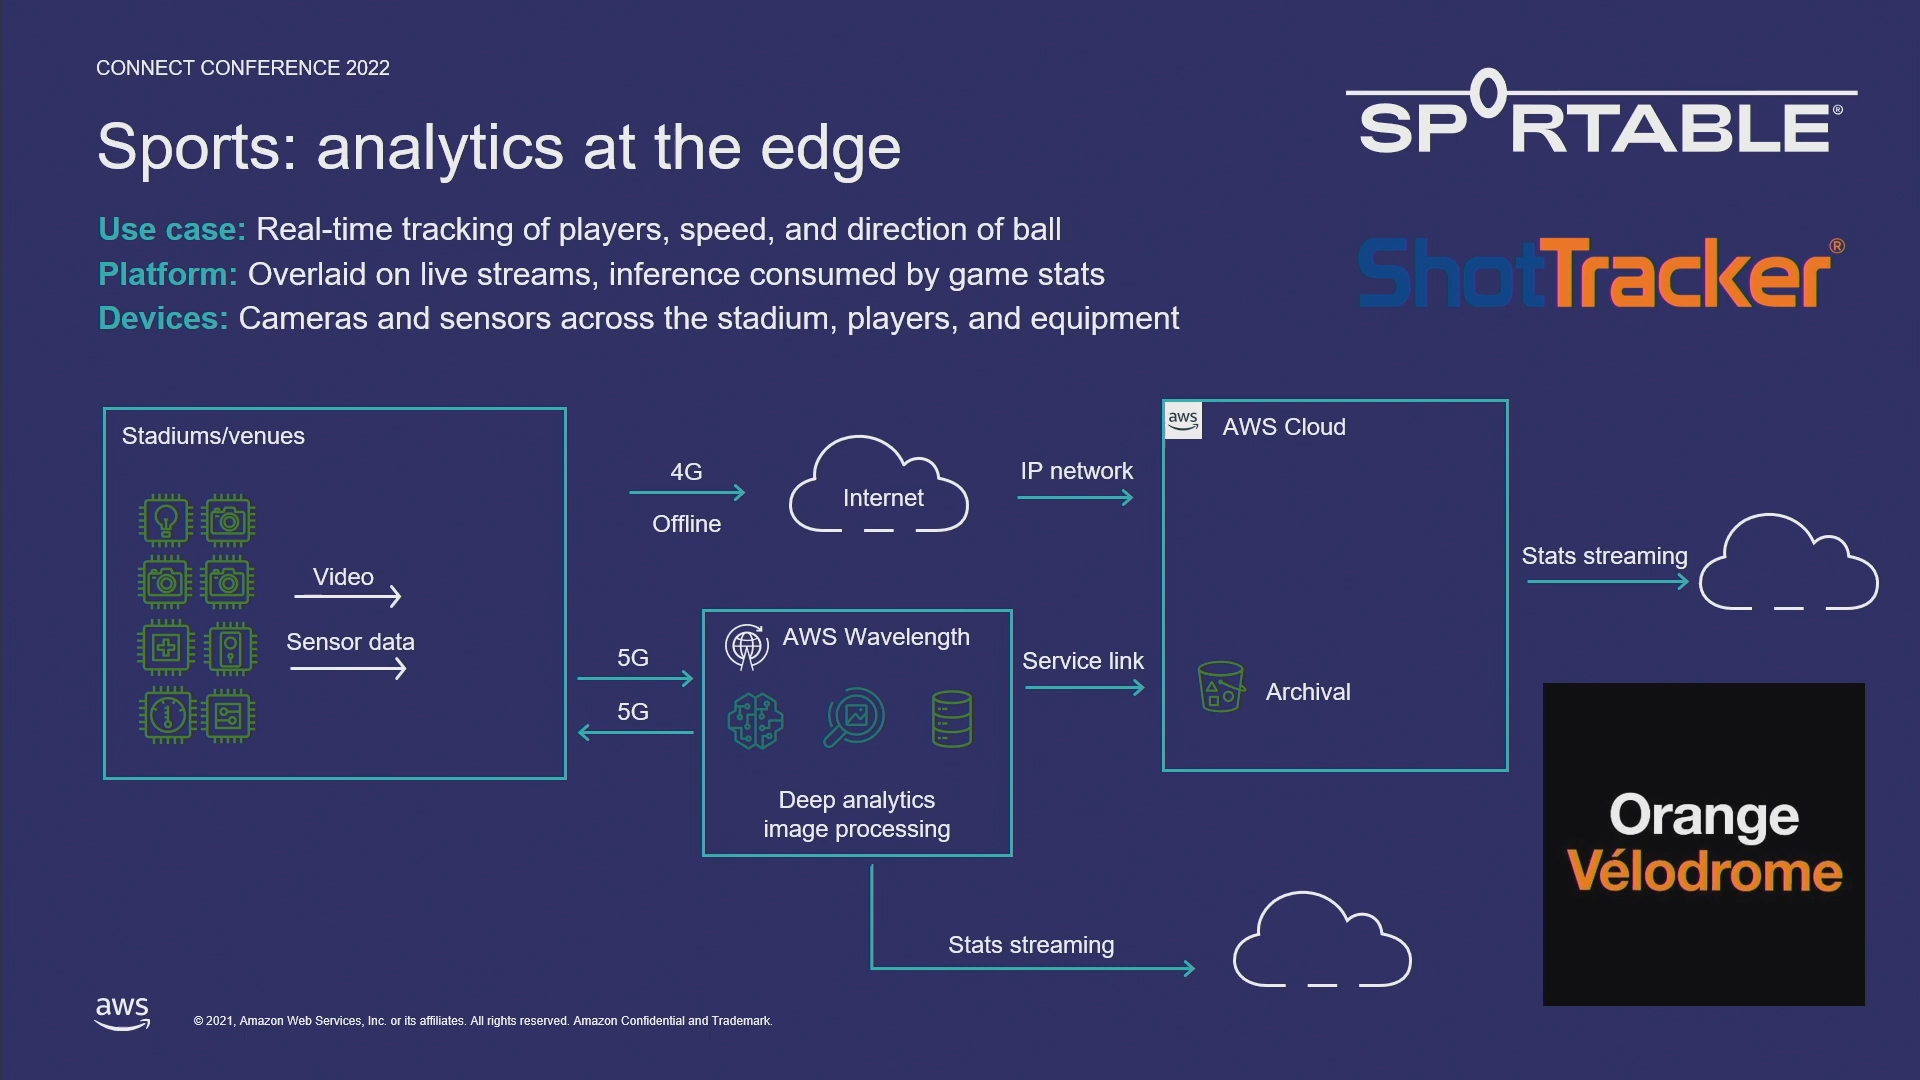 CONNECT CONFERENCE 2022
Sports: analytics at the edge
Use case: Real-time tracking of players, speed, and direction of ball
Platform: Overlaid on live streams, inference consumed by game stats
Devices: Cameras and sensors across the stadium, players, and equipment
SPORTABLE®
ShotTracker®
Stadiums/venues
Video
Sensor data
4G
Offline
Internet
IP network
5G
5G
AWS Wavelength
Deep analytics
image processing
Service link
aws
AWS Cloud
Archival
Stats streaming
Stats streaming
Orange
Vélodrome
aws
© 2021, Amazon Web Services, Inc. or its affiliates. All rights reserved. Amazon Confidential and Trademark.